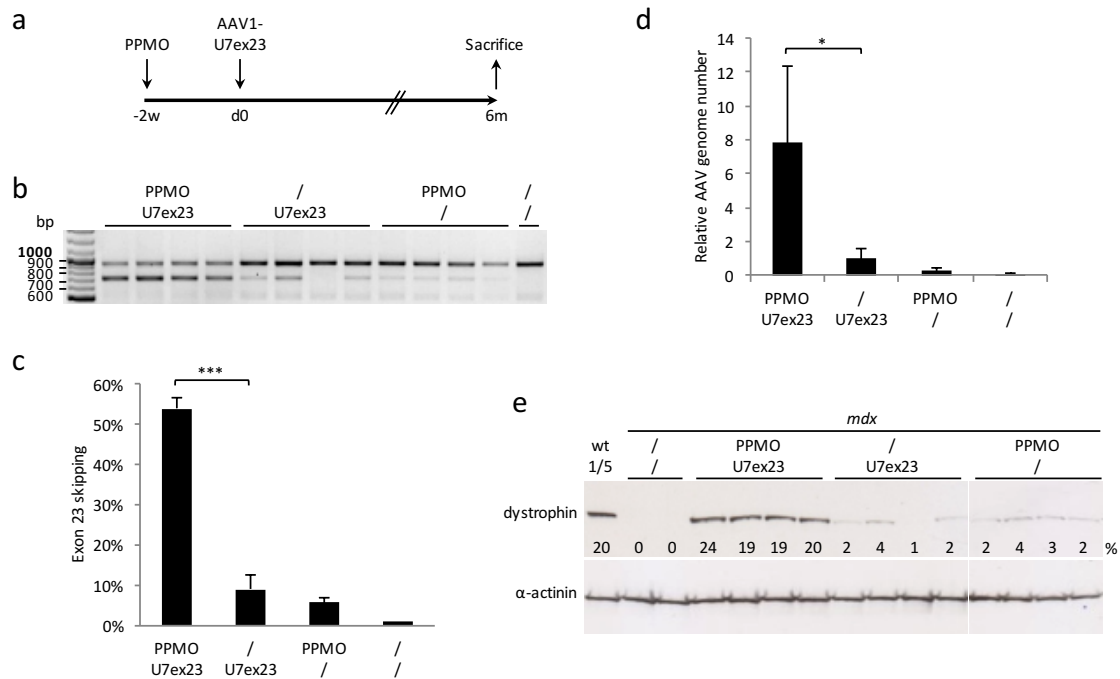 a
PPMO
AAV1-
U7ex23
Sacrifice
-2w
d0
6m
b
PPMO
U7ex23
/
U7ex23
PPMO
/
/
/
bp
1000
900
800
700
600
c
60%
50%
40%
30%
20%
10%
0%
Exon 23 skipping
***
PPMO
U7ex23
/
U7ex23
PPMO
/
/
/
d
14
12
10
8
6
4
2
0
Relative AAV genome number
*
PPMO
U7ex23
/
U7ex23
PPMO
/
/
/
e
mdx
wt
1/5
/
/
PPMO
U7ex23
/
U7ex23
PPMO
/
dystrophin
20 0 0 24 19 19 20 2 4 1 2 2 4 3 2 %
α-actinin